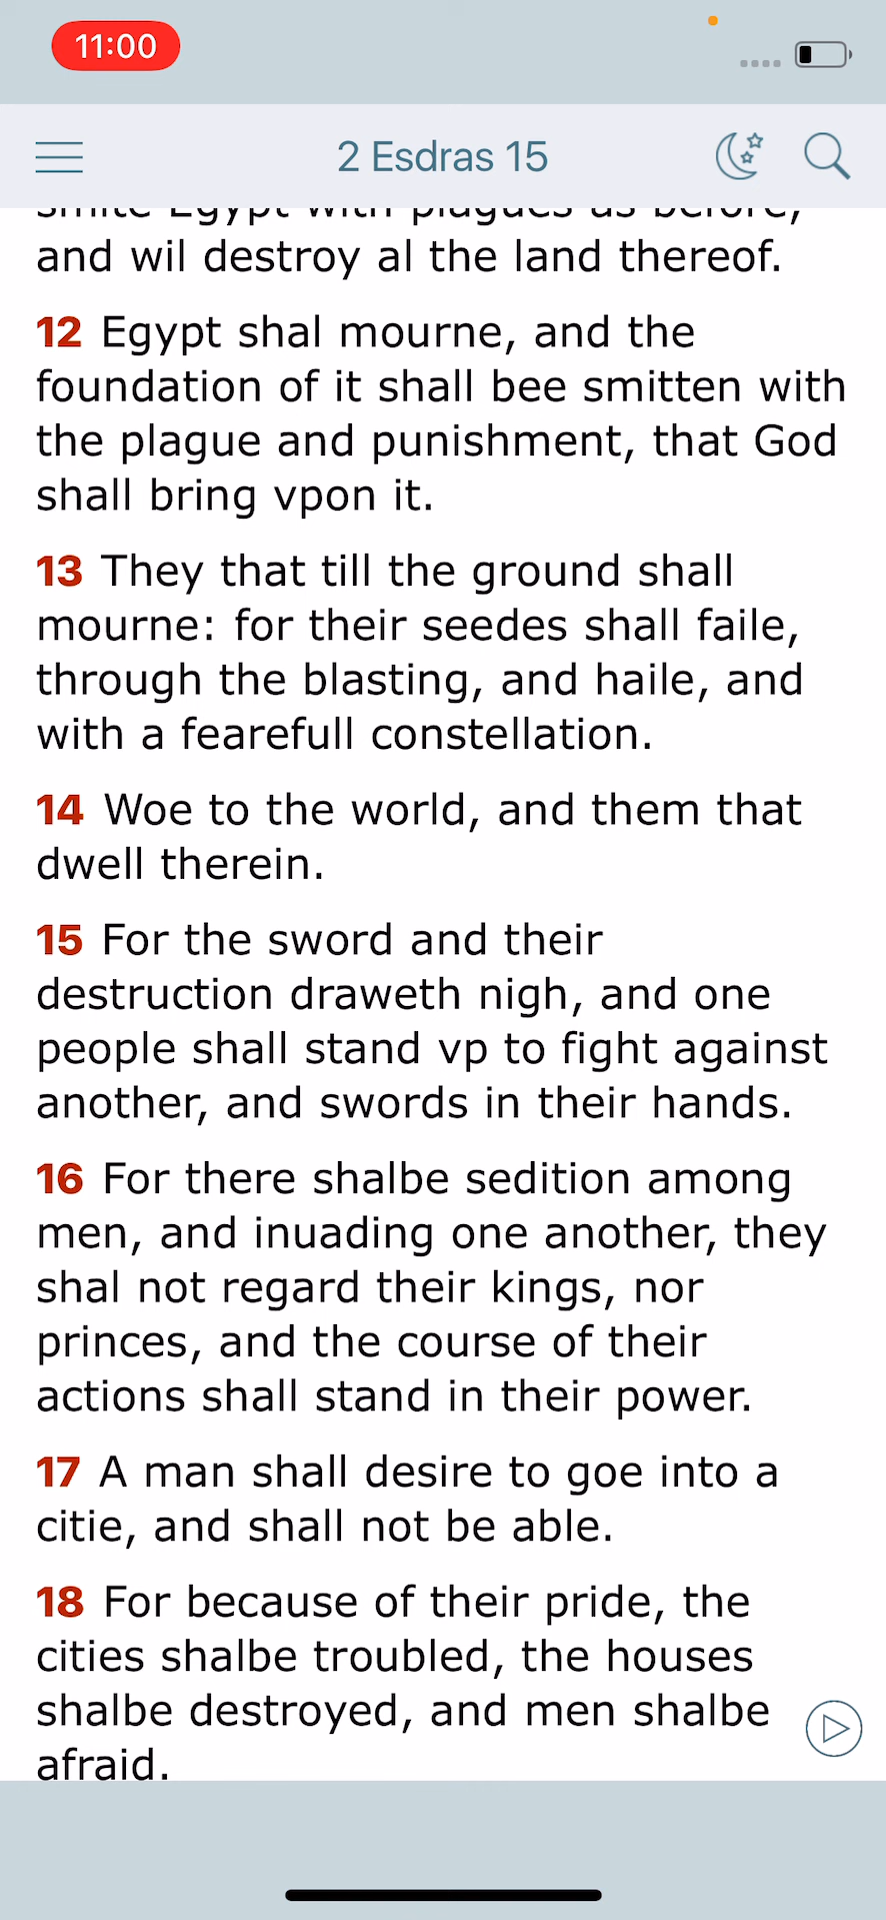 11:00
2 Esdras 15
smite Egypt with plagues as before,
and wil destroy al the land thereof.
12 Egypt shal mourne, and the
foundation of it shall bee smitten with
the plague and punishment, that God
shall bring vpon it.
13 They that till the ground shall
mourne: for their seedes shall faile,
through the blasting, and haile, and
with a fearefull constellation.
14 Woe to the world, and them that
dwell therein.
15 For the sword and their
destruction draweth nigh, and one
people shall stand vp to fight against
another, and swords in their hands.
16 For there shalbe sedition among
men, and inuading one another, they
shal not regard their kings, nor
princes, and the course of their
actions shall stand in their power.
17 A man shall desire to goe into a
citie, and shall not be able.
18 For because of their pride, the
cities shalbe troubled, the houses
shalbe destroyed, and men shalbe
afraid.